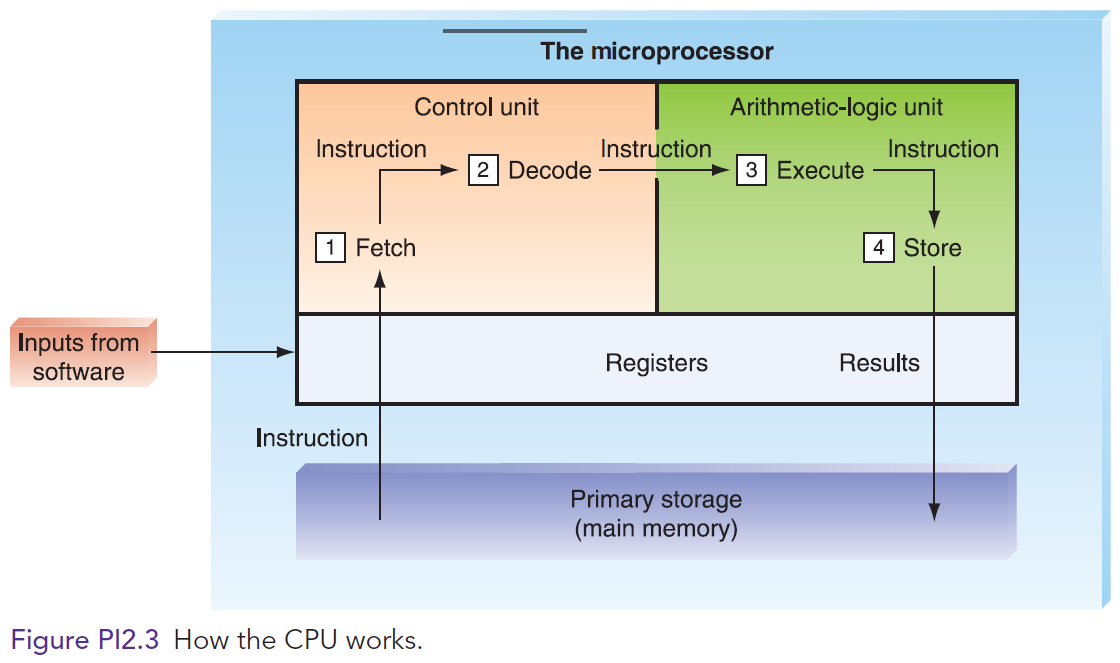 The microprocessor
Control unit
Arithmetic-logic unit
Instruction
Instruction
Instruction
2 Decode
3 Execute
1 Fetch
4 Store
Inputs from
software
Registers
Results
Instruction
Primary storage
(main memory)
Figure PI2.3 How the CPU works.